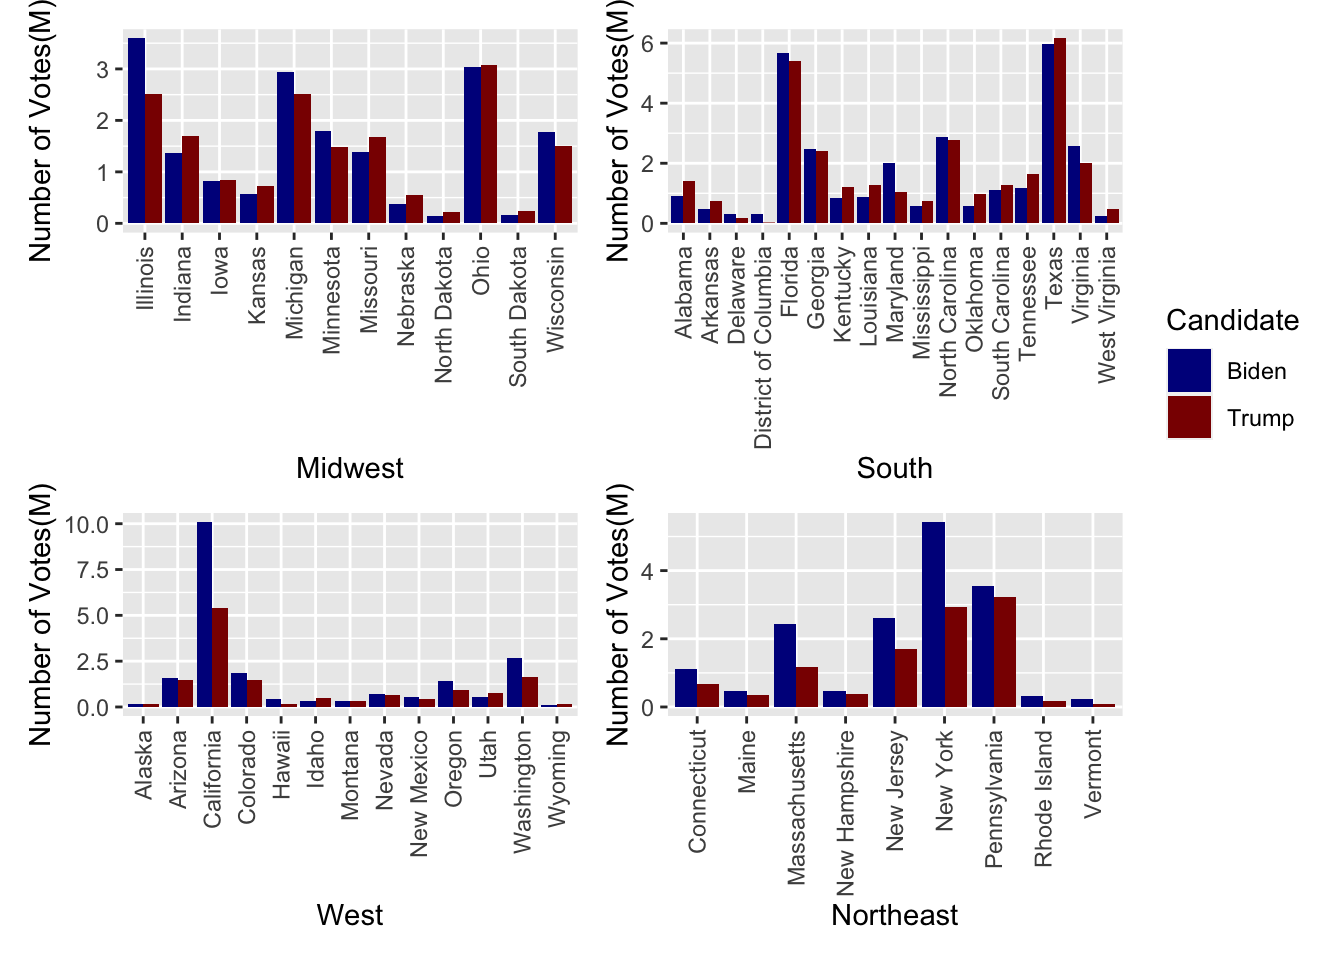 Number of Votes(M)
3
2
1
0
Illinois
Indiana
Iowa
Kansas
Michigan
Minnesota
Missouri
Nebraska
North Dakota
Ohio
South Dakota
Wisconsin
Midwest
Number of Votes(M)
6
4
2
0
Alabama
Arkansas
Delaware
District of Columbia
Florida
Georgia
Kentucky
Louisiana
Maryland
Mississippi
North Carolina
Oklahoma
South Carolina
Tennessee
Texas
Virginia
West Virginia
South
Candidate
Biden
Trump
Number of Votes(M)
10.0
7.5
5.0
2.5
0.0
Alaska
Arizona
California
Colorado
Hawaii
Idaho
Montana
Nevada
New Mexico
Oregon
Utah
Washington
Wyoming
West
Number of Votes(M)
4
2
0
Connecticut
Maine
Massachusetts
New Hampshire
New Jersey
New York
Pennsylvania
Rhode Island
Vermont
Northeast